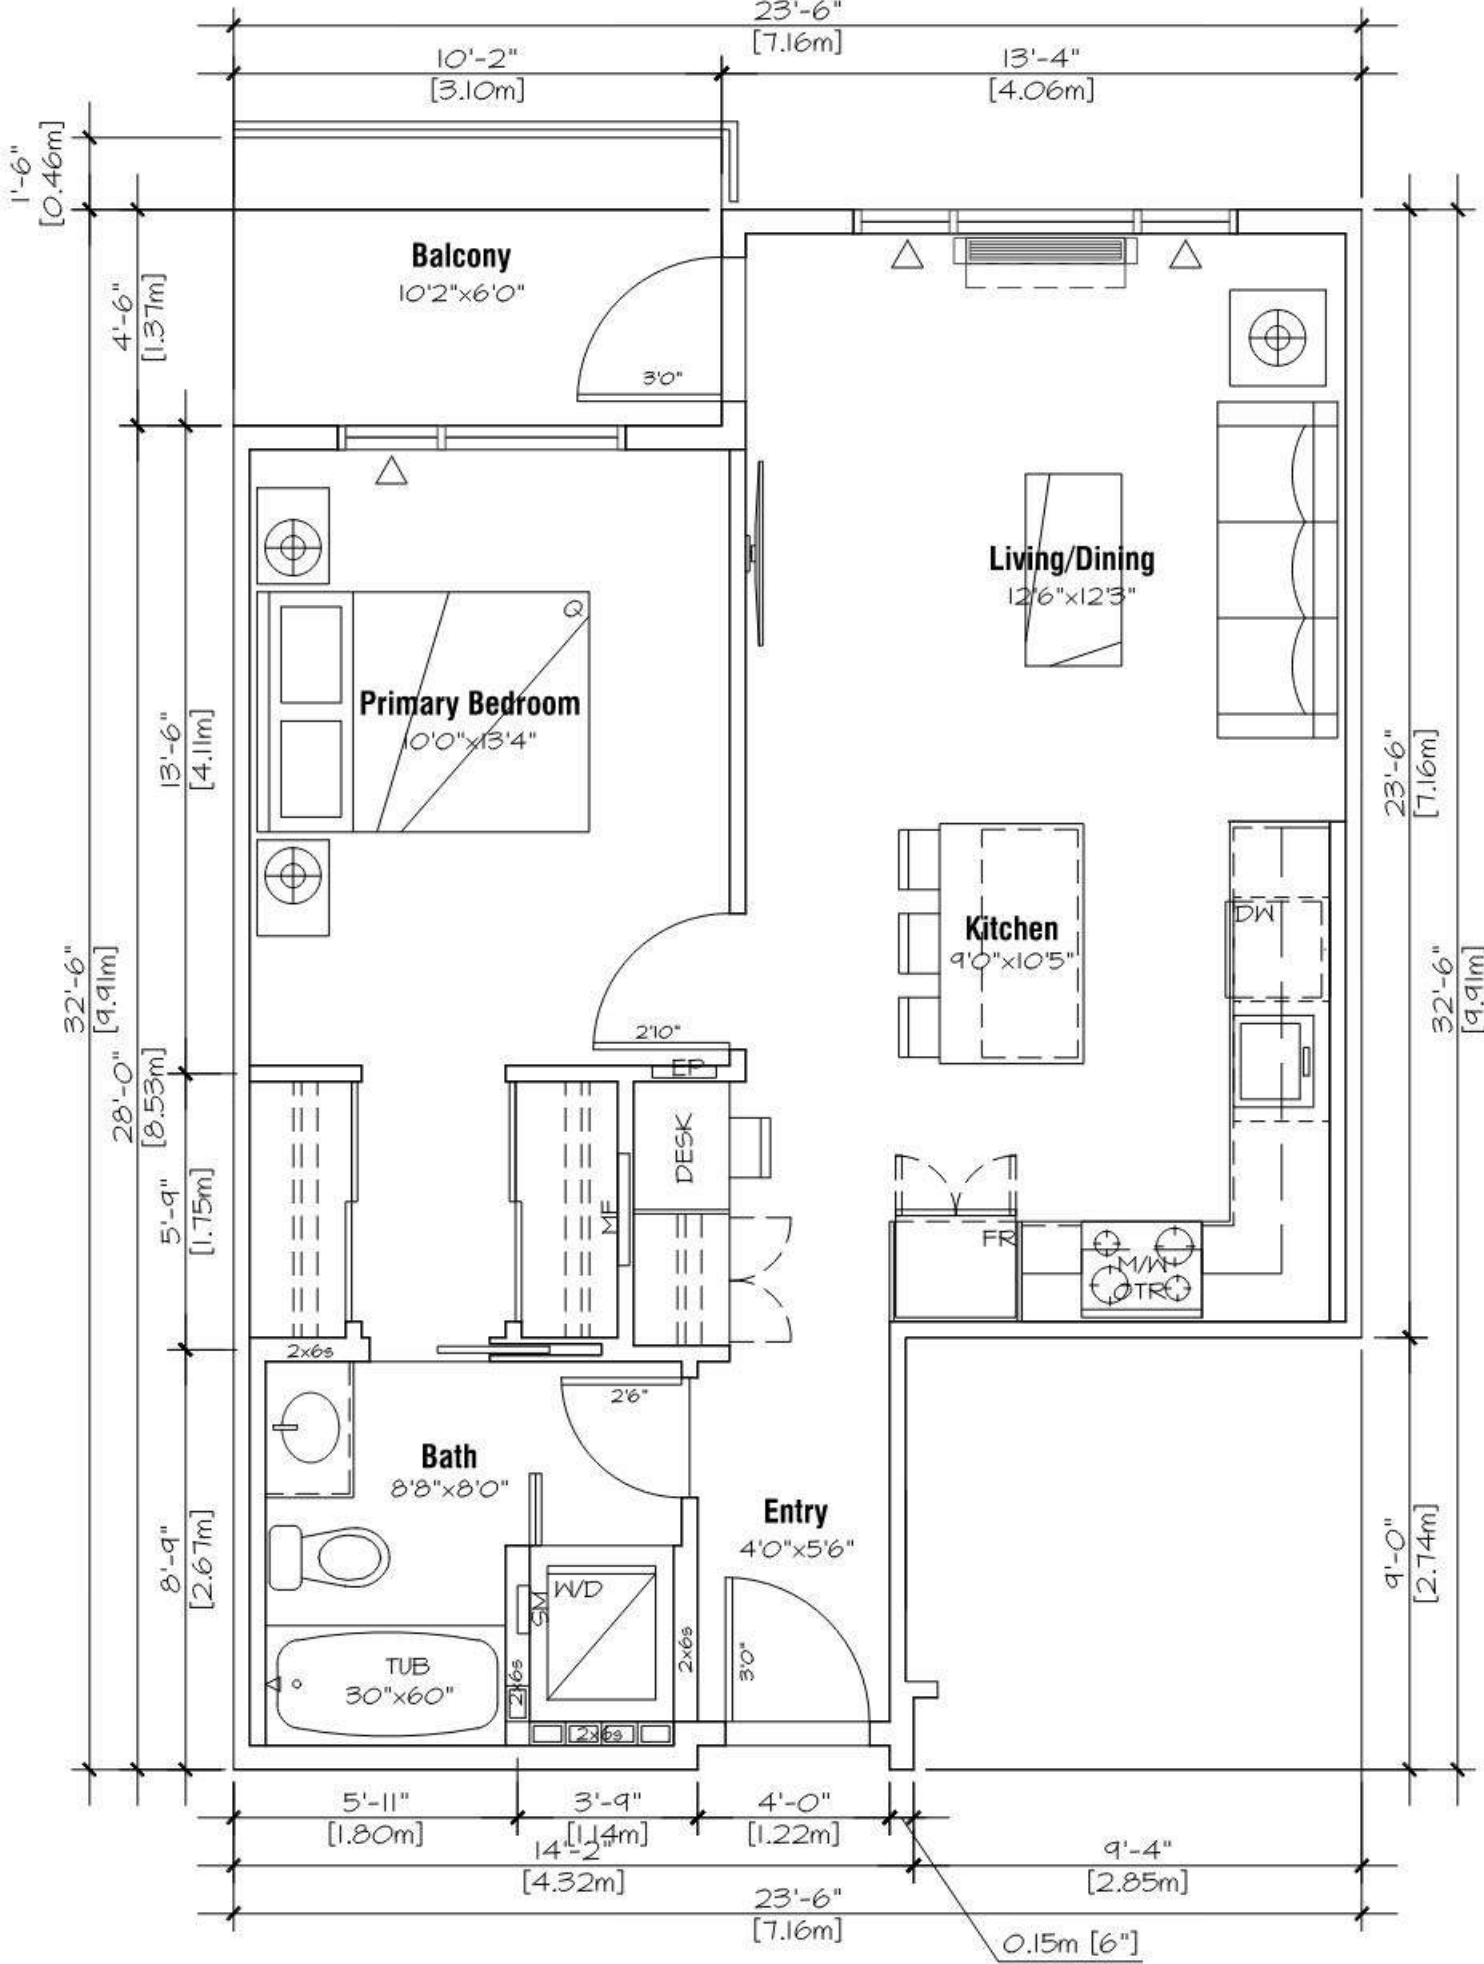 23'-6"
[7.16m]
10'-2"
[3.10m]
13'-4"
[4.06m]
1'-6"
[0.46m]
4'-6"
[1.37m]
Balcony
10'2"x6'0"
3'0"
Living/Dining
12'6"x12'3"
Q
Primary Bedroom
10'0"x13'4"
13'-6"
[4.11m]
23'-6"
[7.16m]
DW
Kitchen
9'0"x10'5"
32'-6"
[9.91m]
32'-6"
[9.91m]
2'10"
EP
28'-0"
[8.53m]
DESK
5'-9"
[1.75m]
MF
FR
M/W
OTR
2x6s
2'6"
Bath
8'8"x8'0"
Entry
4'0"x5'6"
8'-9"
[2.67m]
9'-0"
[2.74m]
W/D
SM
2x6s
3'0"
TUB
30"x60"
2x6s
2x6s
5'-11"
[1.80m]
3'-9"
[1.14m]
4'-0"
[1.22m]
14'-2"
[4.32m]
9'-4"
[2.85m]
23'-6"
[7.16m]
0.15m [6"]